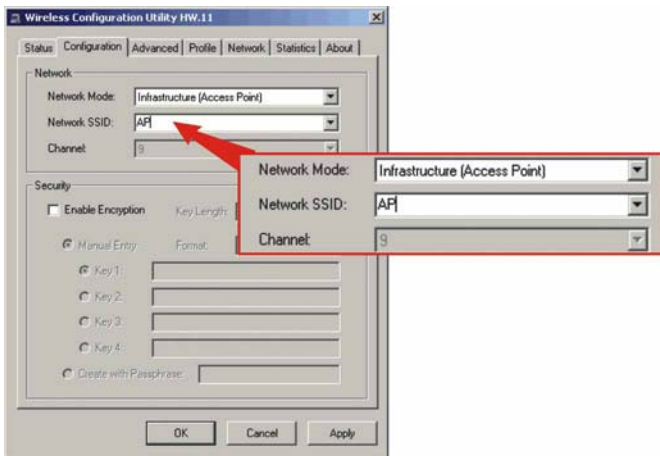 Wireless Configuration Utility HW.11
Status Configuration Advanced Profile Network Statistics About
Network
Network Mode: Infrastructure (Access Point)
Network SSID: AP
Channel: 9
Security
Enable Encryption Key Length:
Manual Entry Format:
Key 1:
Key 2:
Key 3:
Key 4:
Create with Passphrase:
OK Cancel Apply
Network Mode: Infrastructure (Access Point)
Network SSID: AP
Channel: 9